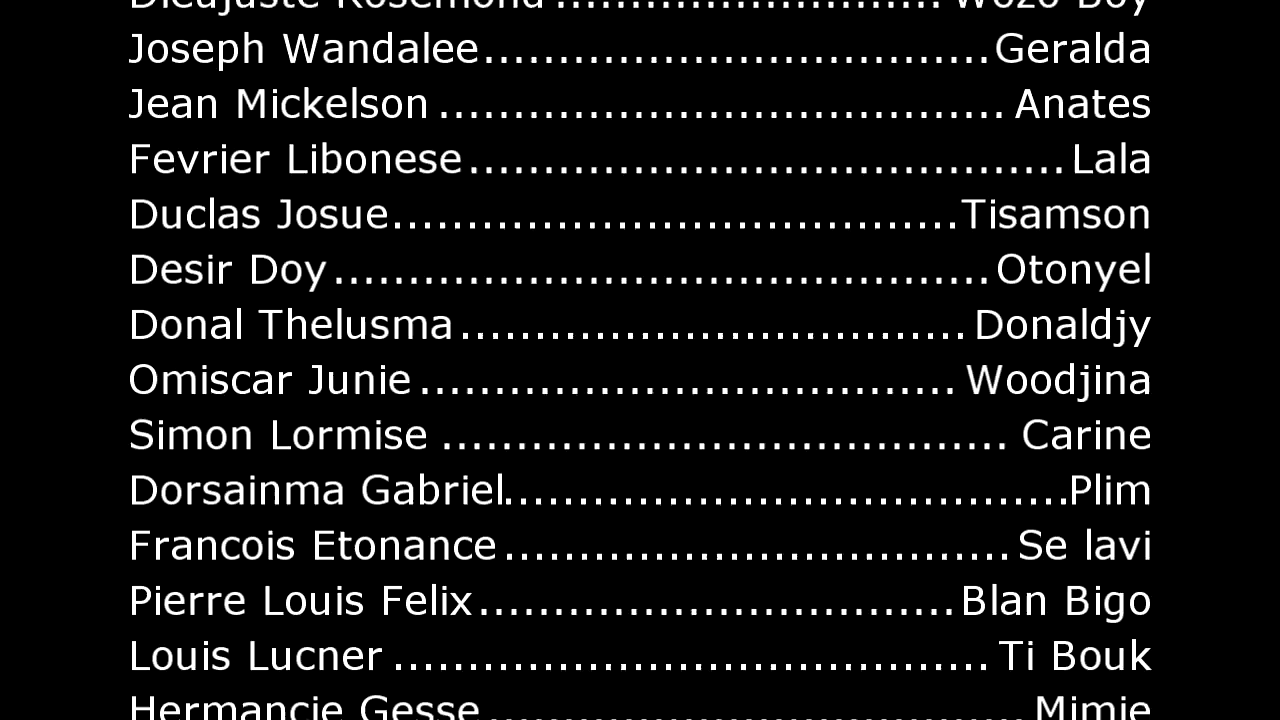 Dieujuste Rosemond .......................... Wozo Boy
Joseph Wandalee.................................. Geralda
Jean Mickelson ...................................... Anates
Fevrier Libonese........................................ Lala
Duclas Josue...................................... Tisamson
Desir Doy............................................ Otonyel
Donal Thelusma.................................. Donaldjy
Omiscar Junie.................................... Woodjina
Simon Lormise ...................................... Carine
Dorsainma Gabriel......................................Plim
Francois Etonance.................................. Se lavi
Pierre Louis Felix................................ Blan Bigo
Louis Lucner ........................................ Ti Bouk
Hermancie Gesse.................................... Mimie